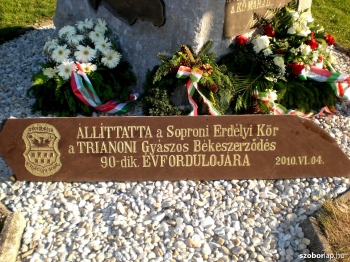 ÁLLÍTTATTA a Soproni Erdélyi Kör
a TRIANONI Gyászos Békeszerződés
90-dik. ÉVFORDULÓJÁRA 2010.VI.04.
szoborlap.hu